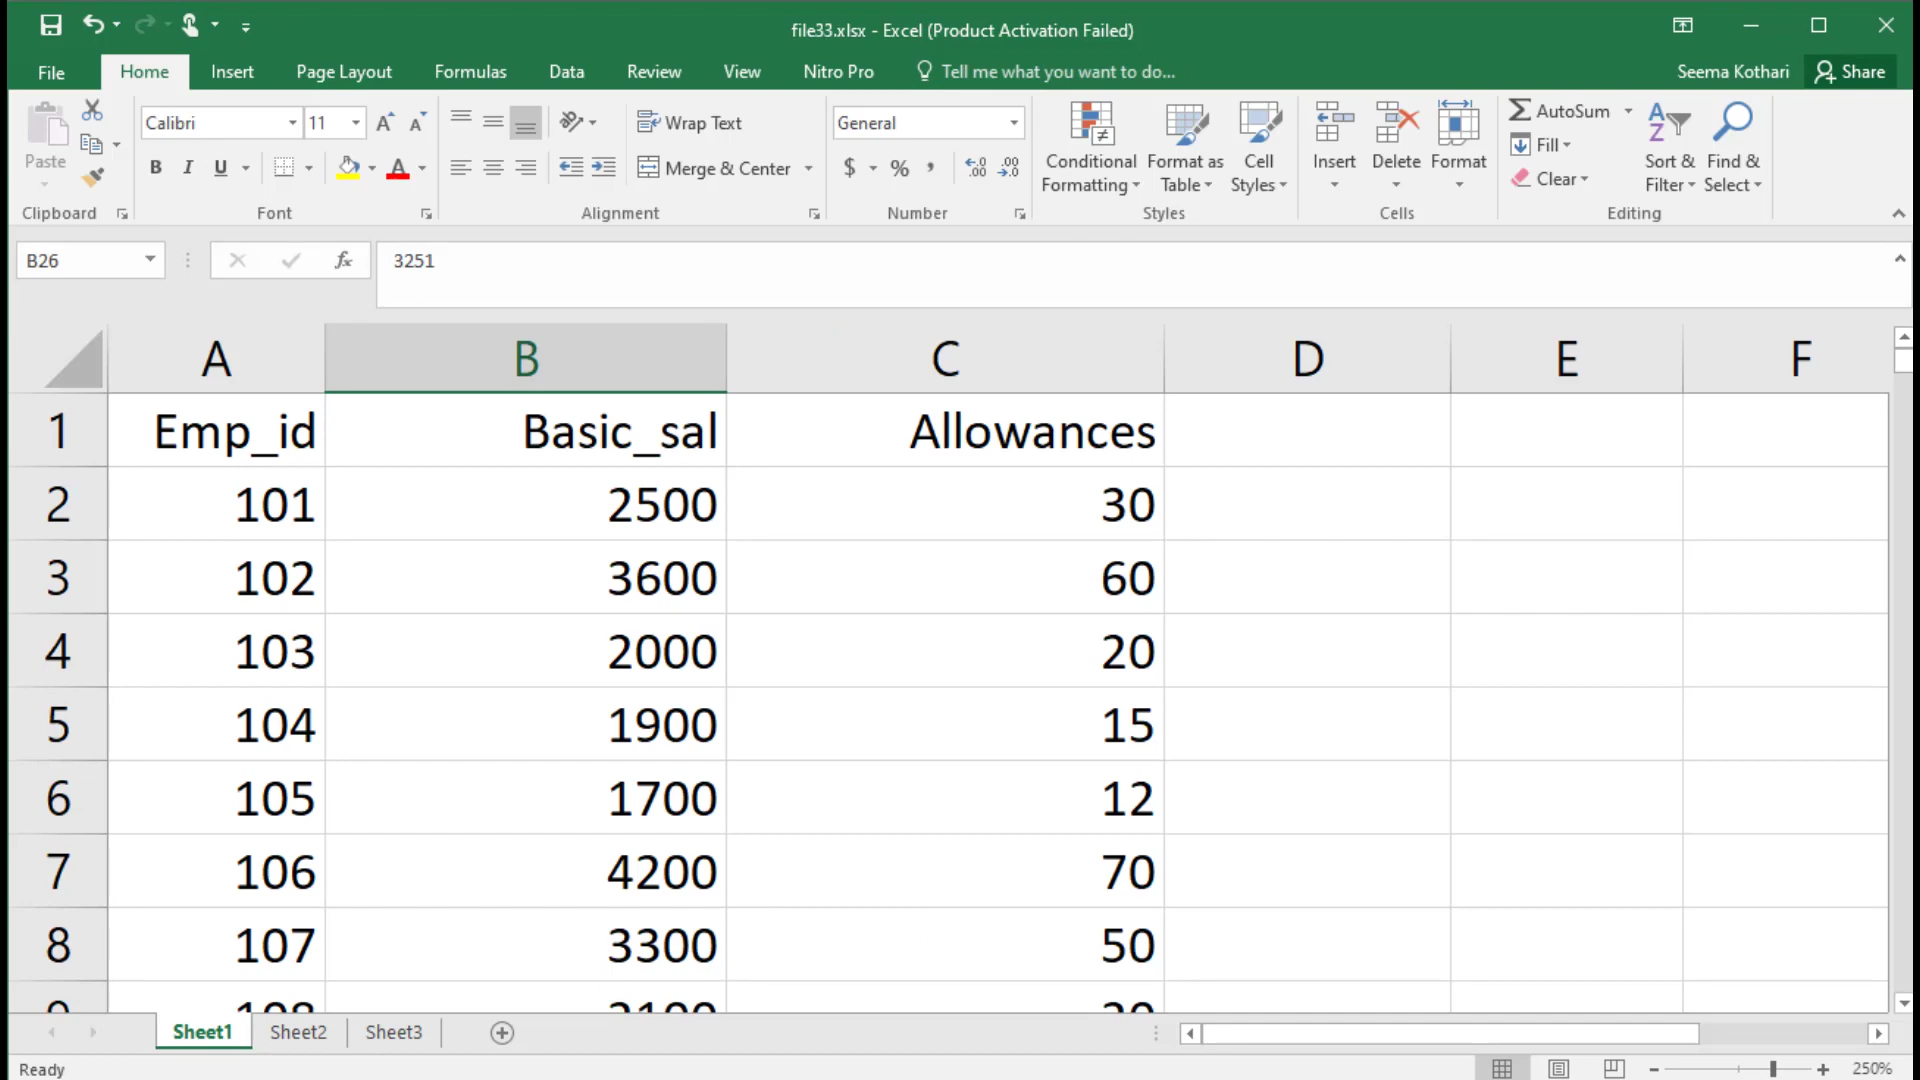 file33.xlsx - Excel (Product Activation Failed)
File Home Insert Page Layout Formulas Data Review View Nitro Pro Tell me what you want to do... Seema Kothari Share
Calibri 11 Wrap Text General AutoSum
Paste B I U Merge & Center $ % , Conditional Formatting Format as Table Cell Styles Insert Delete Format Fill Clear Sort & Filter Find & Select
Clipboard Font Alignment Number Styles Cells Editing
B26 fx 3251
A B C D E F
1 Emp_id Basic_sal Allowances
2 101 2500 30
3 102 3600 60
4 103 2000 20
5 104 1900 15
6 105 1700 12
7 106 4200 70
8 107 3300 50
Sheet1 Sheet2 Sheet3
Ready 250%